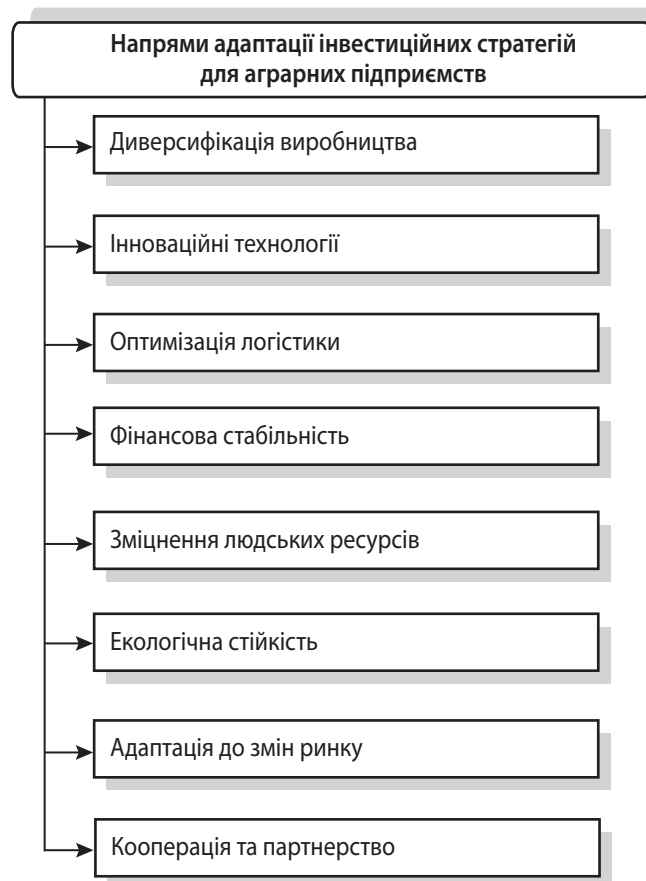 Напрями адаптації інвестиційних стратегій
для аграрних підприємств
Диверсифікація виробництва
Інноваційні технології
Оптимізація логістики
Фінансова стабільність
Зміцнення людських ресурсів
Екологічна стійкість
Адаптація до змін ринку
Кооперація та партнерство